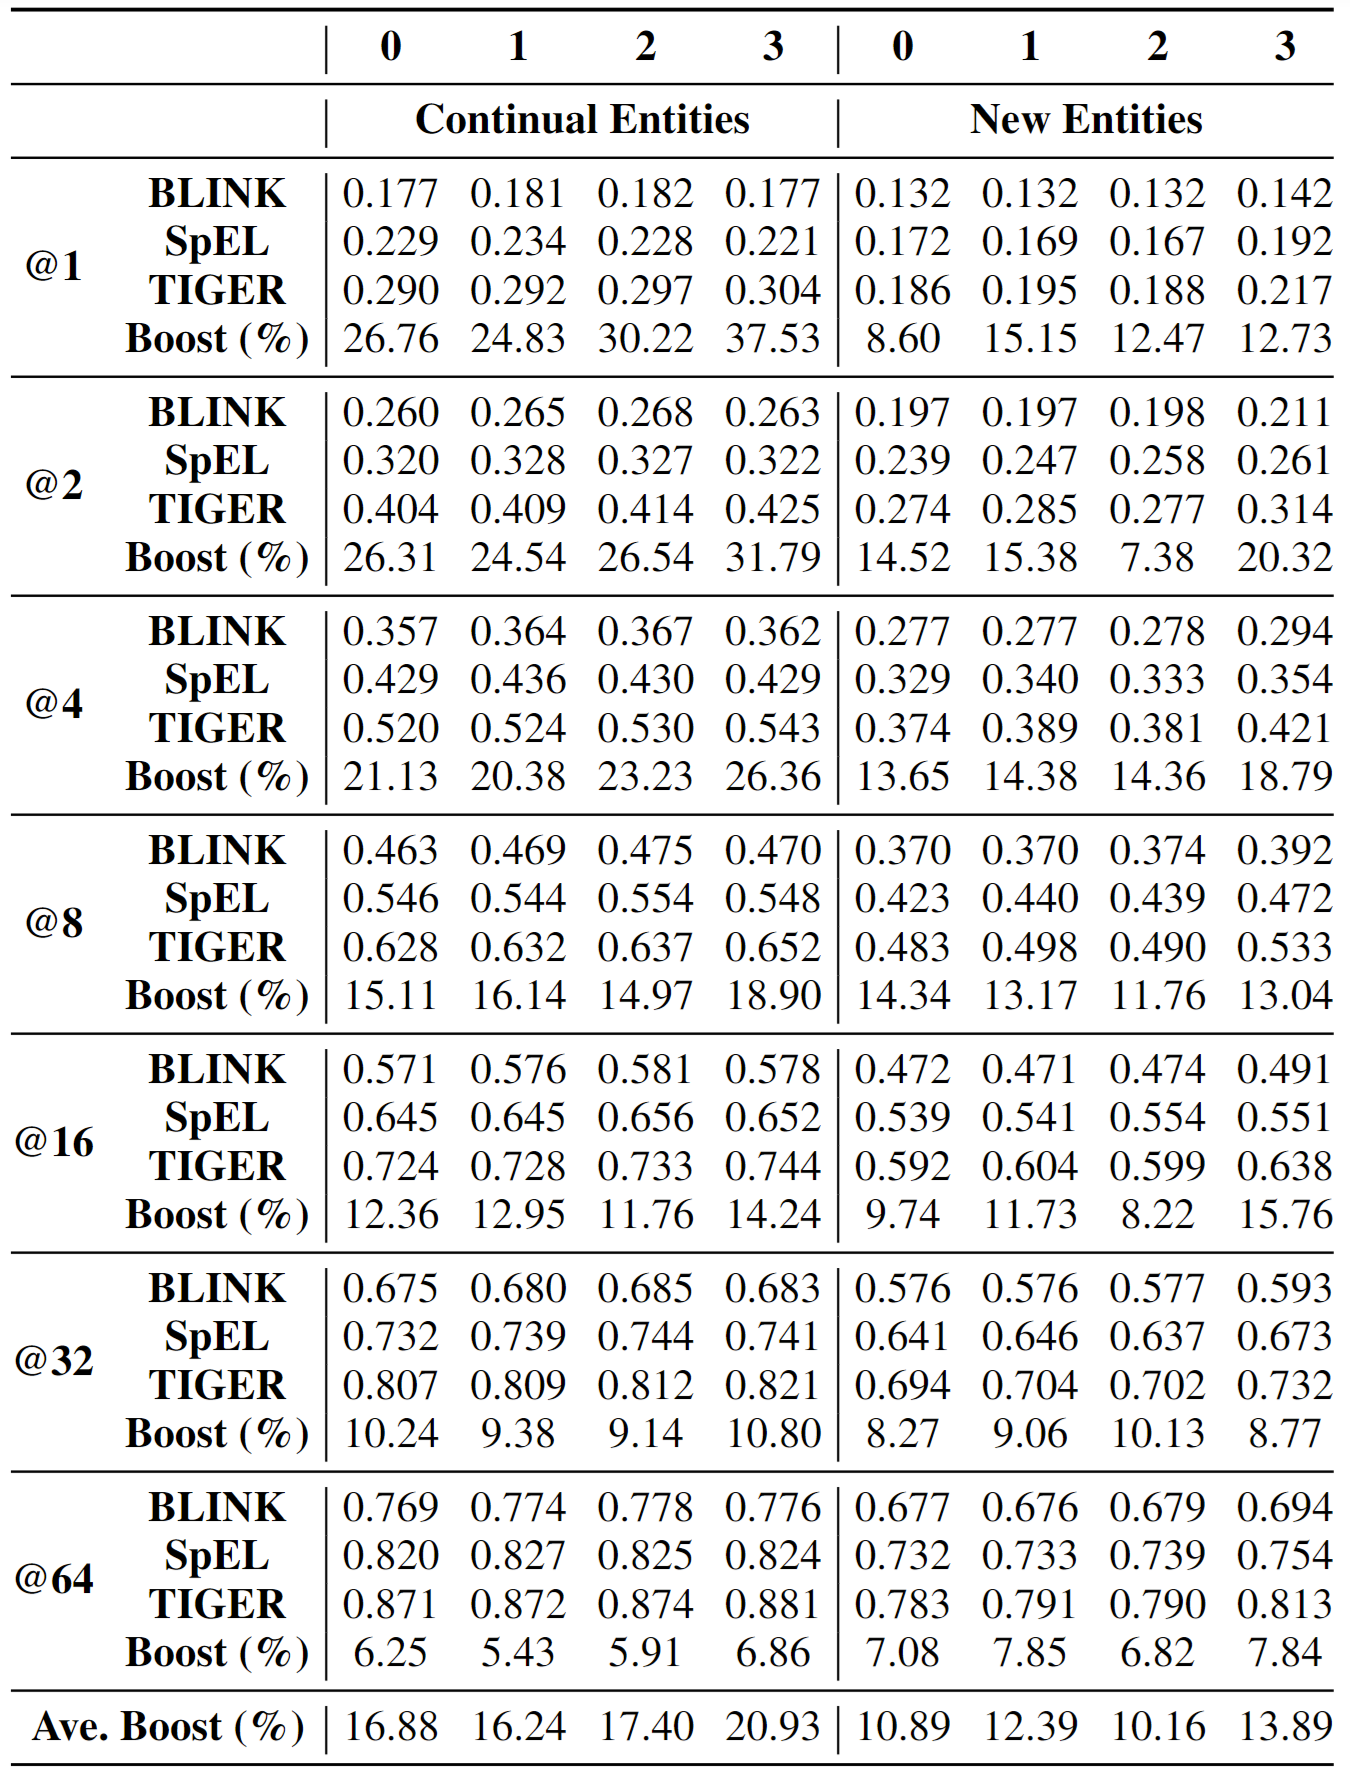 0 1 2 3 0 1 2 3
Continual Entities New Entities
BLINK 0.177 0.181 0.182 0.177 0.132 0.132 0.132 0.142
SpEL 0.229 0.234 0.228 0.221 0.172 0.169 0.167 0.192
@1
TIGER 0.290 0.292 0.297 0.304 0.186 0.195 0.188 0.217
Boost (%) 26.76 24.83 30.22 37.53 8.60 15.15 12.47 12.73
BLINK 0.260 0.265 0.268 0.263 0.197 0.197 0.198 0.211
SpEL 0.320 0.328 0.327 0.322 0.239 0.247 0.258 0.261
@2
TIGER 0.404 0.409 0.414 0.425 0.274 0.285 0.277 0.314
Boost (%) 26.31 24.54 26.54 31.79 14.52 15.38 7.38 20.32
BLINK 0.357 0.364 0.367 0.362 0.277 0.277 0.278 0.294
SpEL 0.429 0.436 0.430 0.429 0.329 0.340 0.333 0.354
@4
TIGER 0.520 0.524 0.530 0.543 0.374 0.389 0.381 0.421
Boost (%) 21.13 20.38 23.23 26.36 13.65 14.38 14.36 18.79
BLINK 0.463 0.469 0.475 0.470 0.370 0.370 0.374 0.392
SpEL 0.546 0.544 0.554 0.548 0.423 0.440 0.439 0.472
@8
TIGER 0.628 0.632 0.637 0.652 0.483 0.498 0.490 0.533
Boost (%) 15.11 16.14 14.97 18.90 14.34 13.17 11.76 13.04
BLINK 0.571 0.576 0.581 0.578 0.472 0.471 0.474 0.491
SpEL 0.645 0.645 0.656 0.652 0.539 0.541 0.554 0.551
@16
TIGER 0.724 0.728 0.733 0.744 0.592 0.604 0.599 0.638
Boost (%) 12.36 12.95 11.76 14.24 9.74 11.73 8.22 15.76
BLINK 0.675 0.680 0.685 0.683 0.576 0.576 0.577 0.593
SpEL 0.732 0.739 0.744 0.741 0.641 0.646 0.637 0.673
@32
TIGER 0.807 0.809 0.812 0.821 0.694 0.704 0.702 0.732
Boost (%) 10.24 9.38 9.14 10.80 8.27 9.06 10.13 8.77
BLINK 0.769 0.774 0.778 0.776 0.677 0.676 0.679 0.694
SpEL 0.820 0.827 0.825 0.824 0.732 0.733 0.739 0.754
@64
TIGER 0.871 0.872 0.874 0.881 0.783 0.791 0.790 0.813
Boost (%) 6.25 5.43 5.91 6.86 7.08 7.85 6.82 7.84
Ave. Boost (%) 16.88 16.24 17.40 20.93 10.89 12.39 10.16 13.89